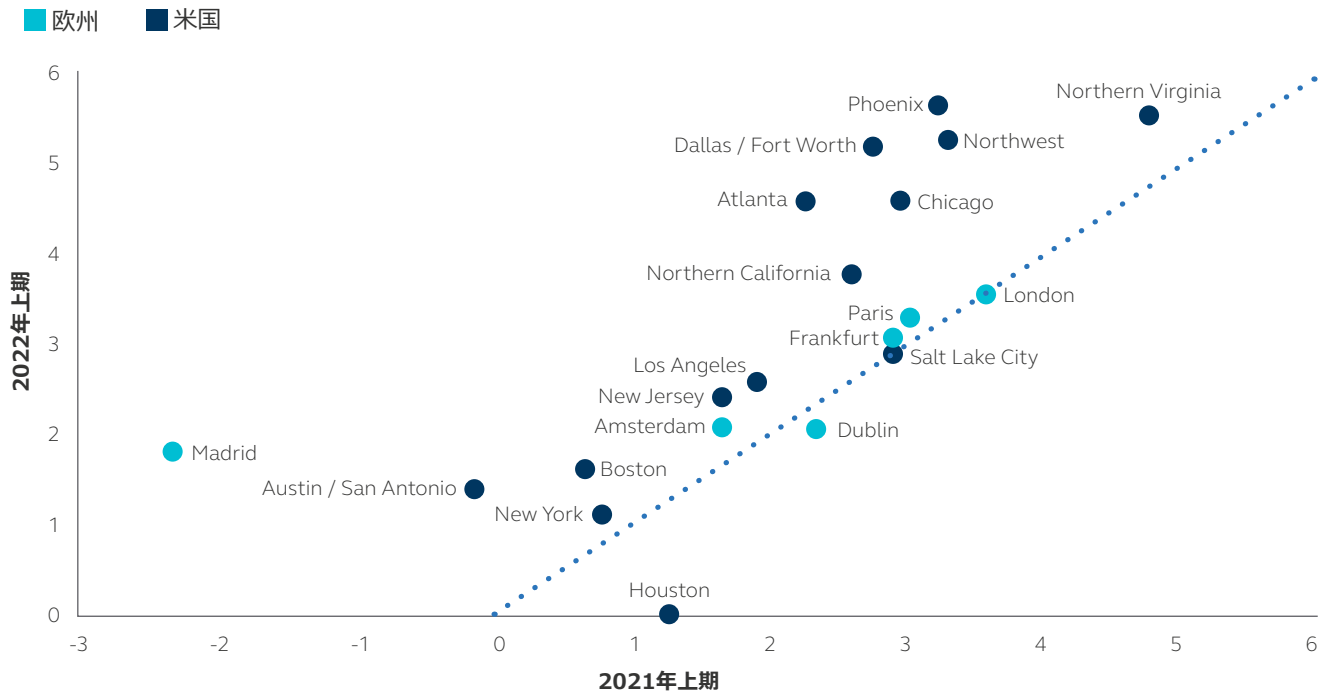 欧州
米国
6
5
4
3
2
1
0
2022年上期
Phoenix
Northern Virginia
Dallas / Fort Worth
Northwest
Atlanta
Chicago
Northern California
London
Paris
Frankfurt
Salt Lake City
Los Angeles
New Jersey
Amsterdam
Dublin
Madrid
Boston
Austin / San Antonio
New York
Houston
-3
-2
-1
0
1
2
3
4
5
6
2021年上期